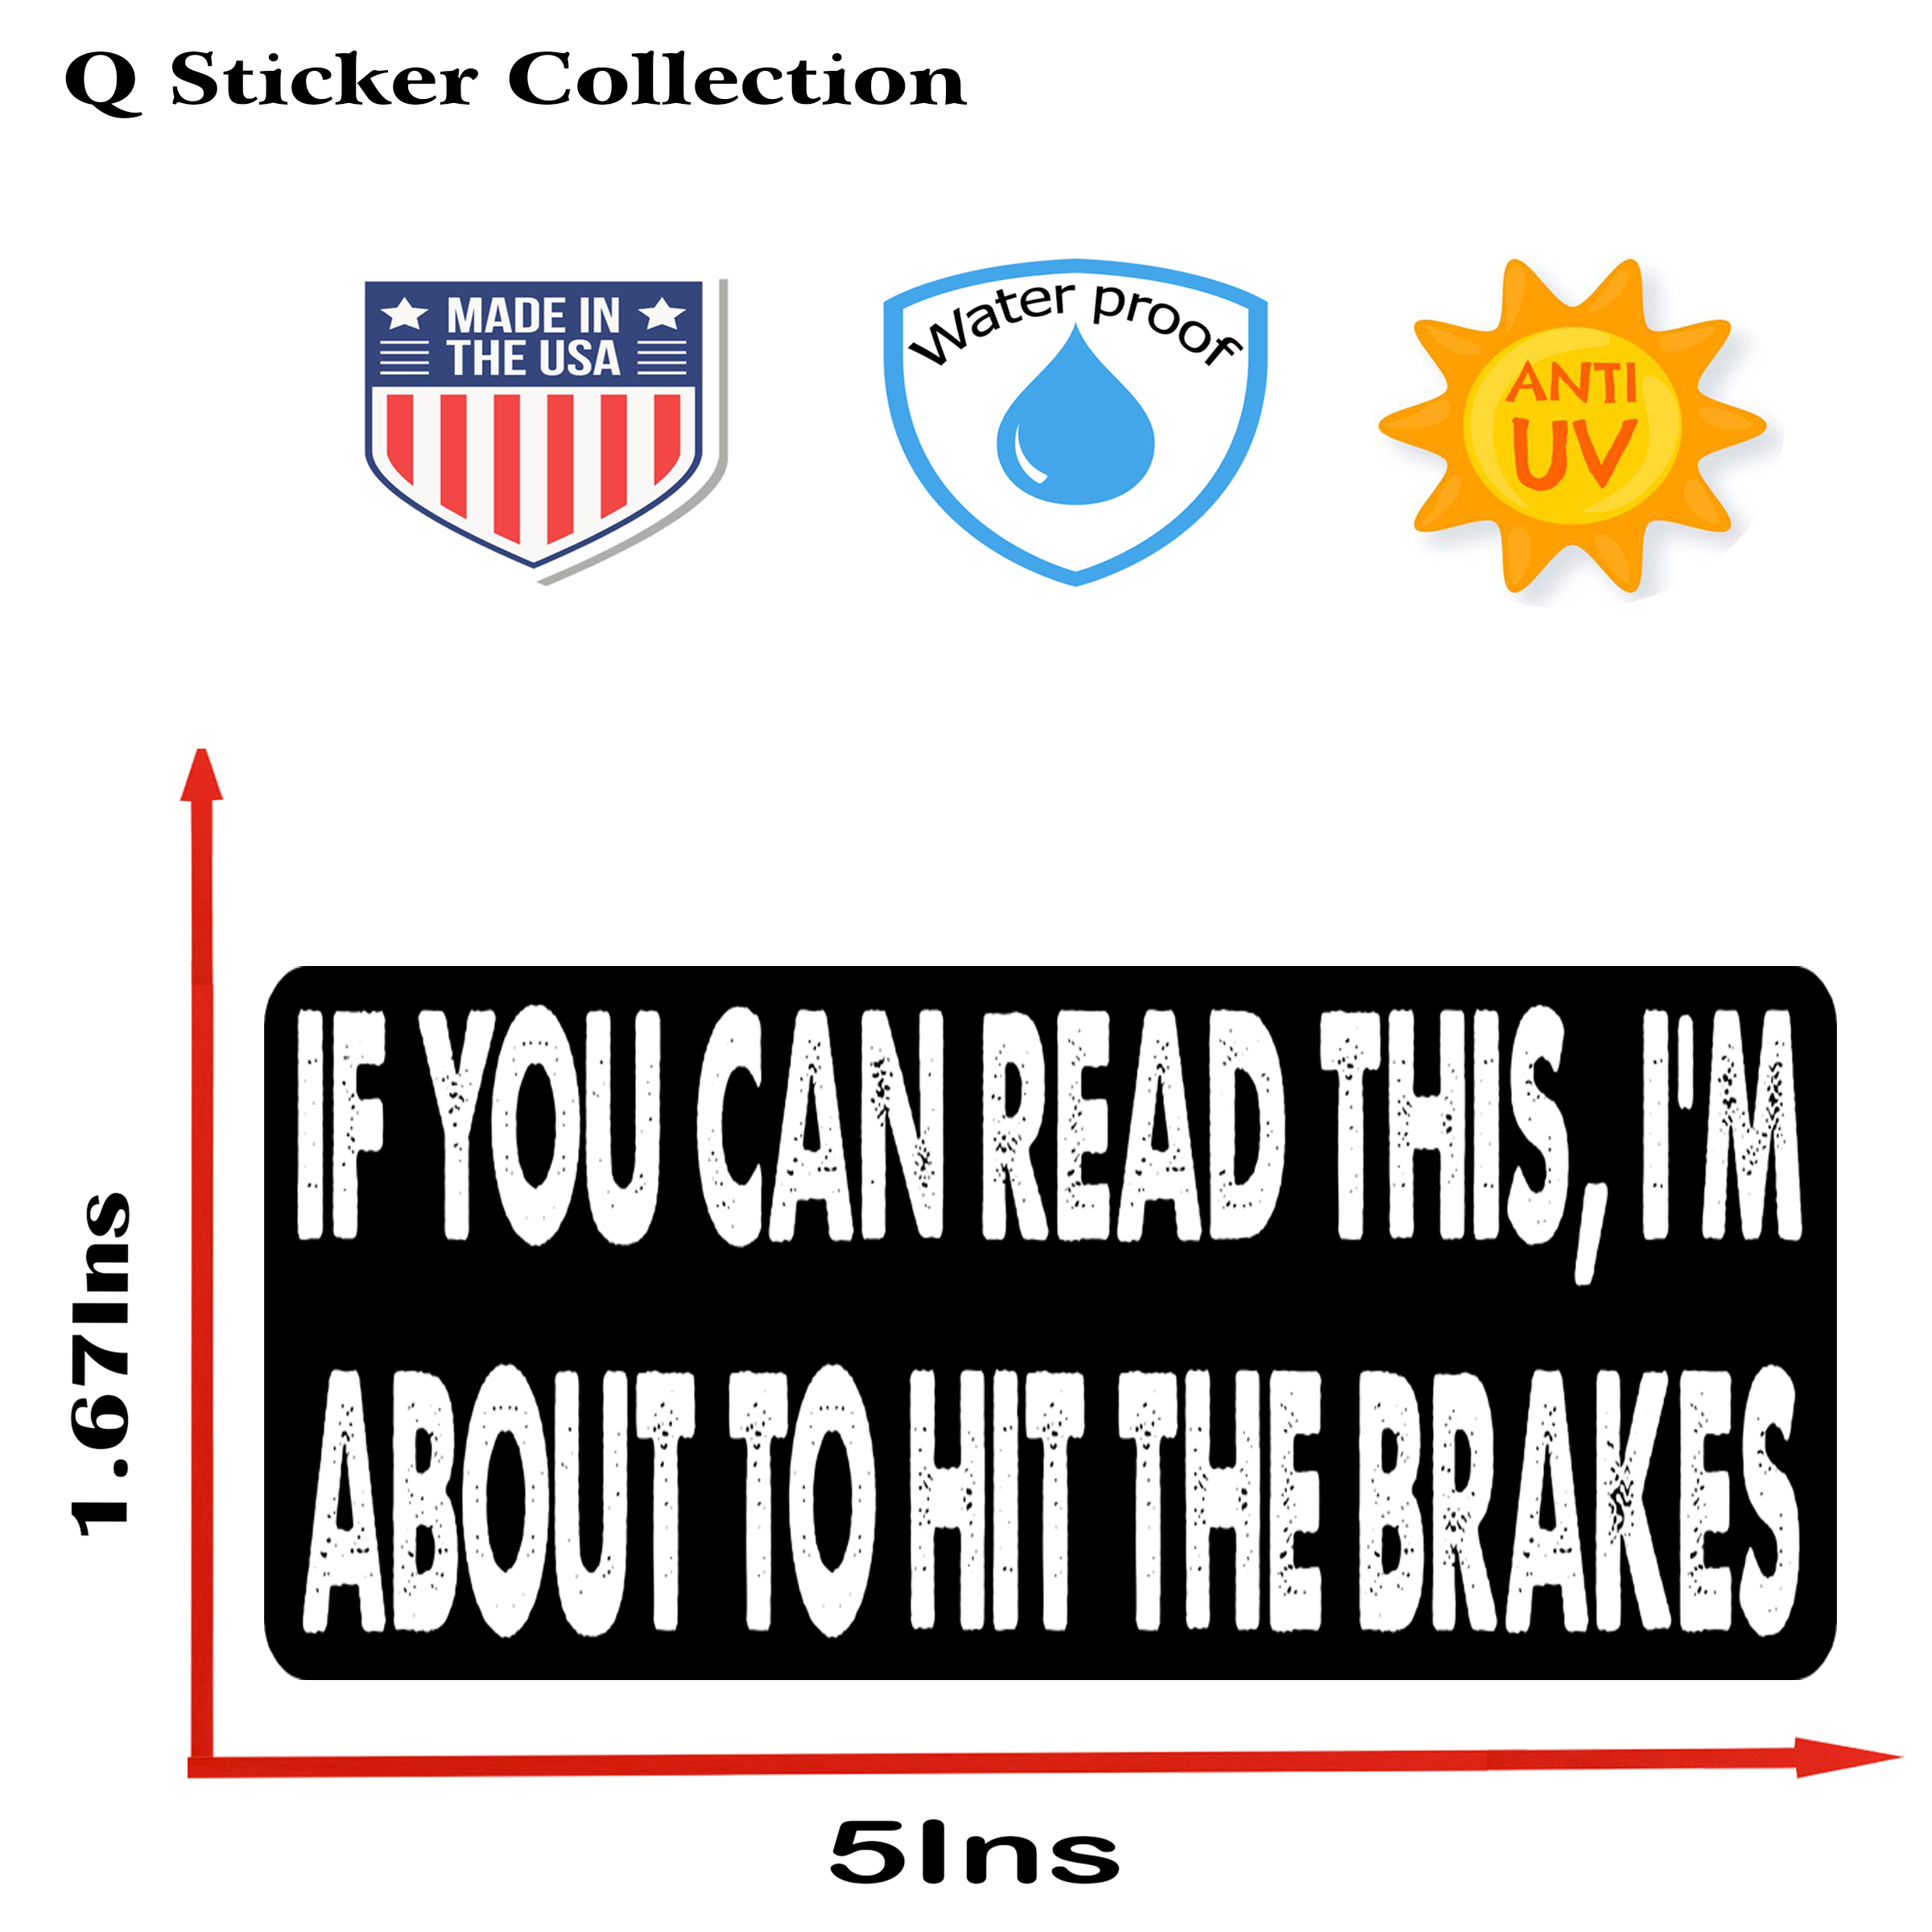 Q Sticker Collection
MADE IN
THE USA
Water proof
ANTI
UV
IF YOU CAN READ THIS, I'M
ABOUT TO HIT THE BRAKES
1.67Ins
5Ins